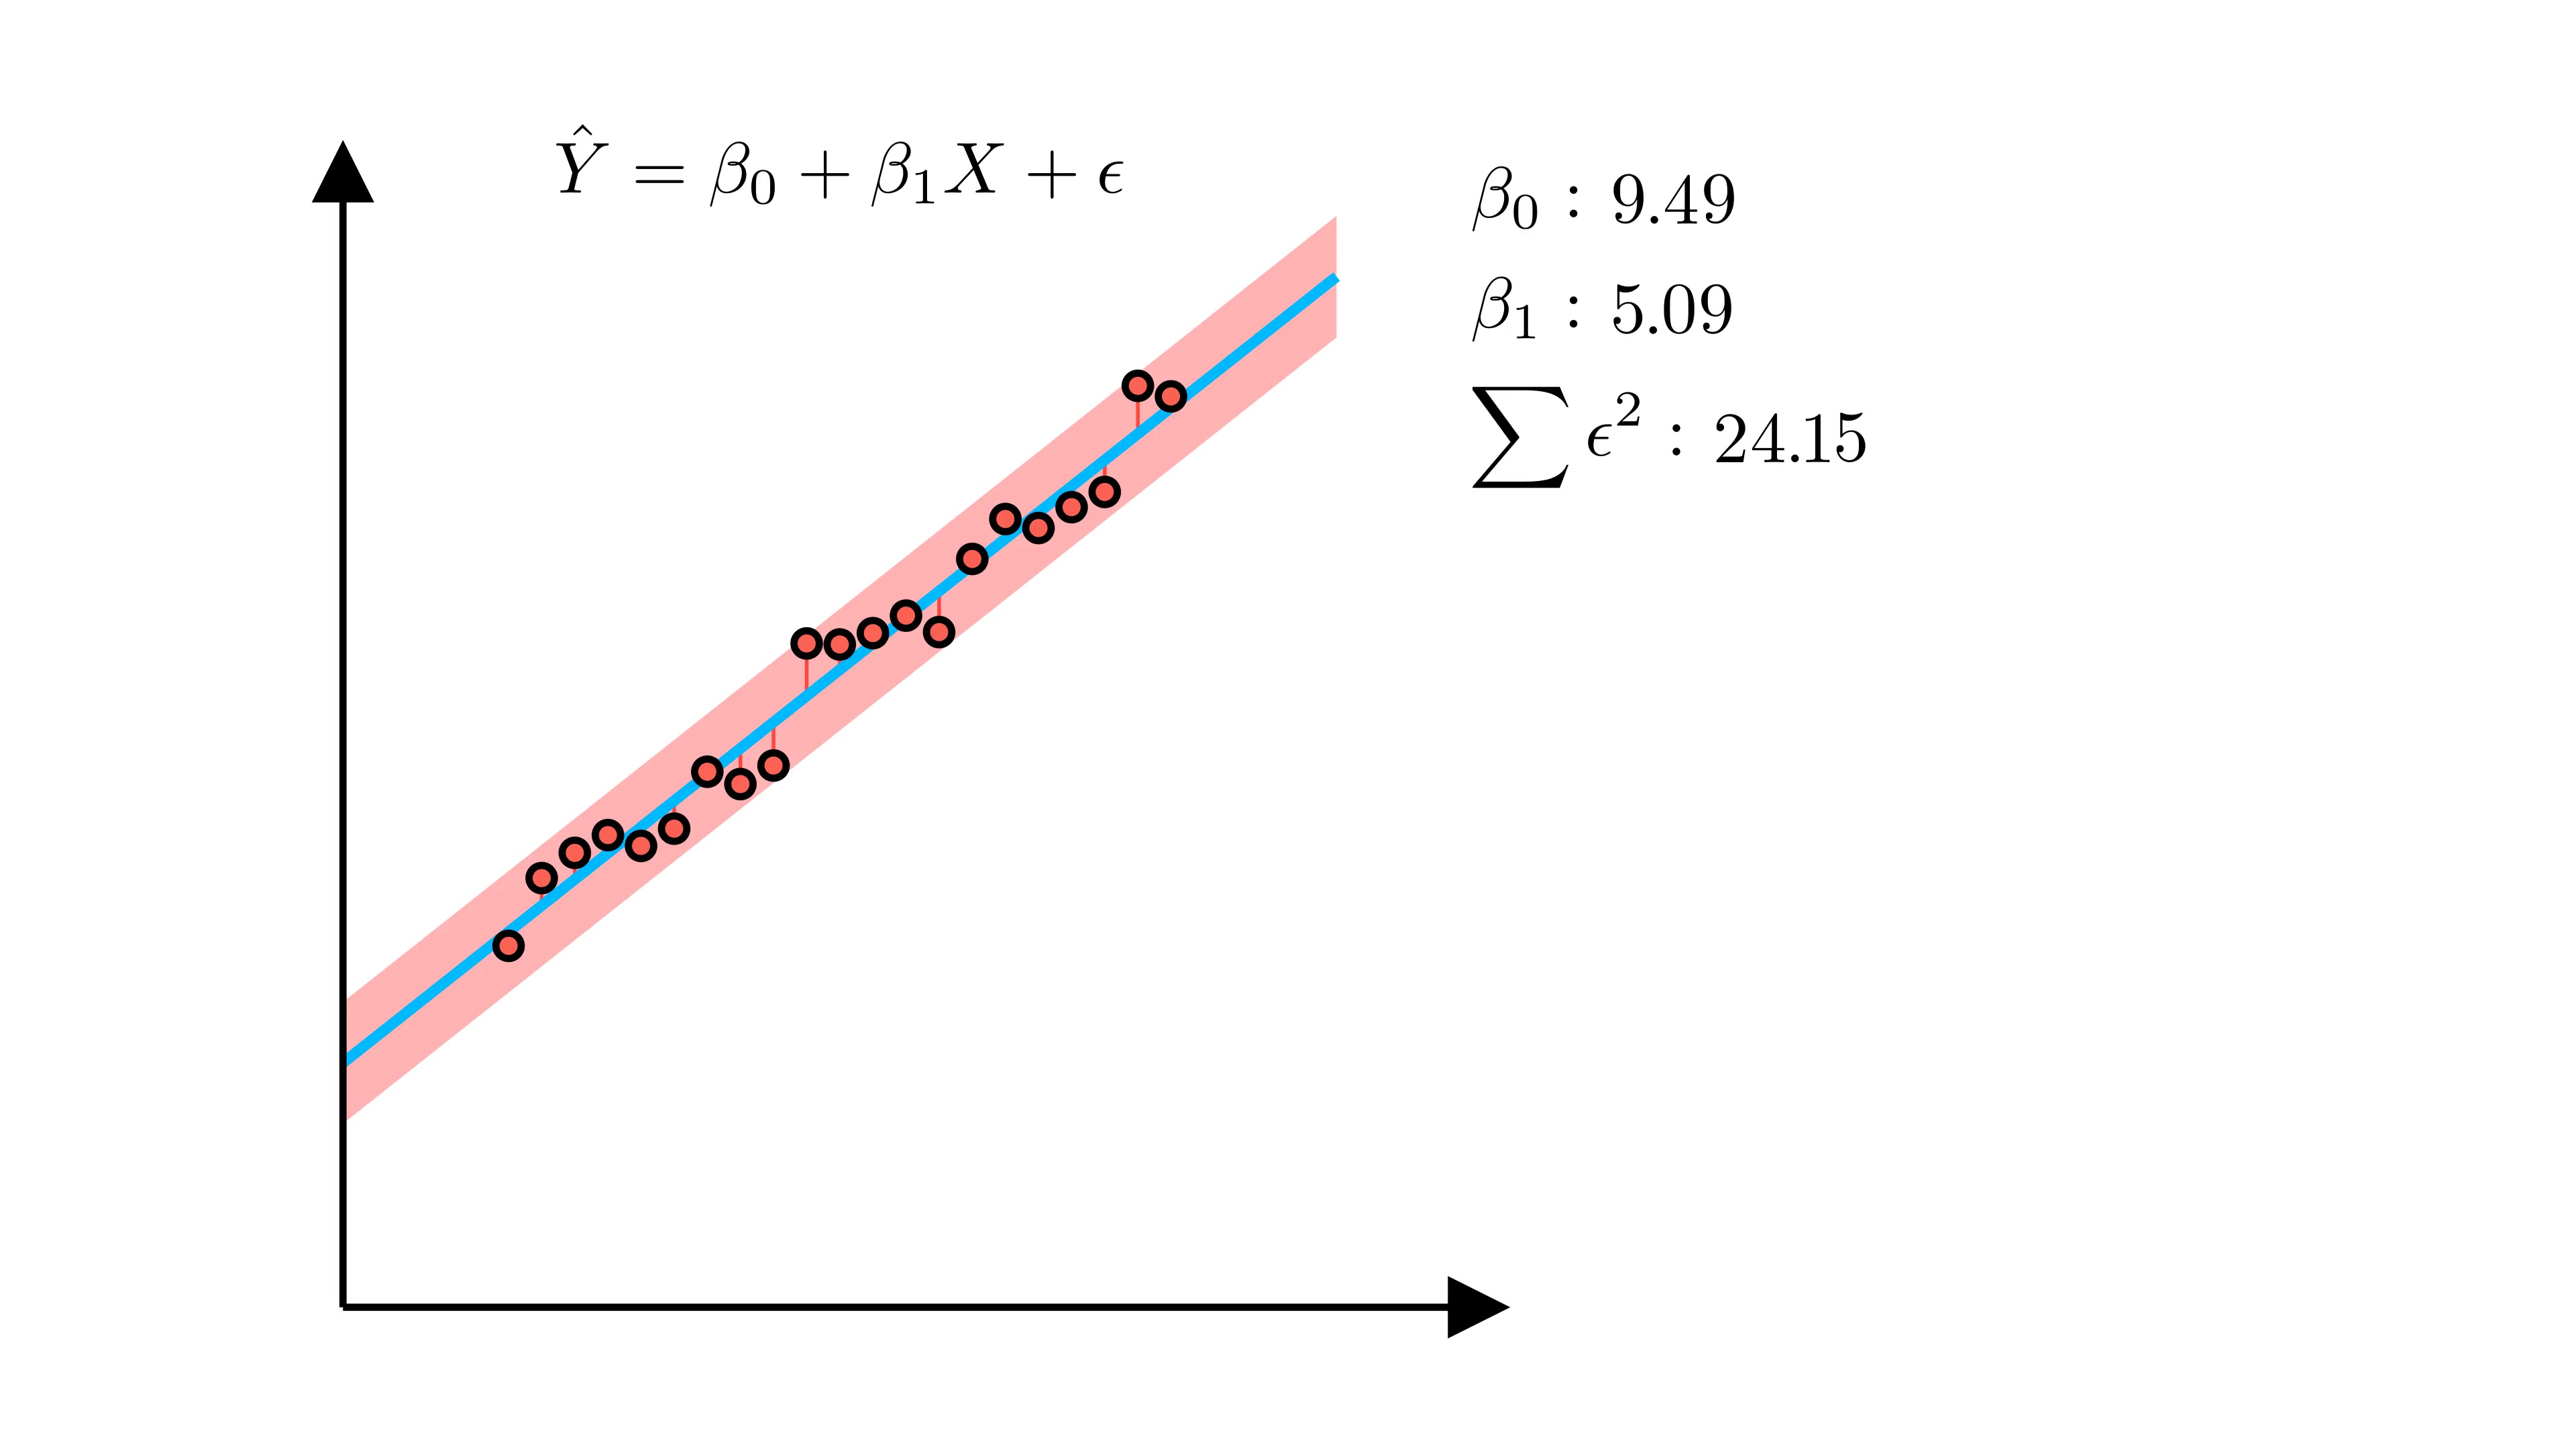 Ŷ = β₀ + β₁X + ϵ
β₀ : 9.49
β₁ : 5.09
∑ ϵ² : 24.15